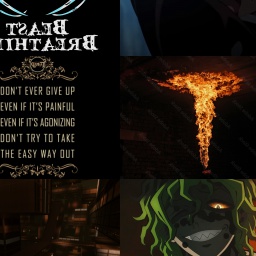 BEAST
BREATHIN
DON'T EVER GIVE UP
EVEN IF IT'S PAINFUL
EVEN IF IT'S AGONIZING
DON'T TRY TO TAKE
THE EASY WAY OUT